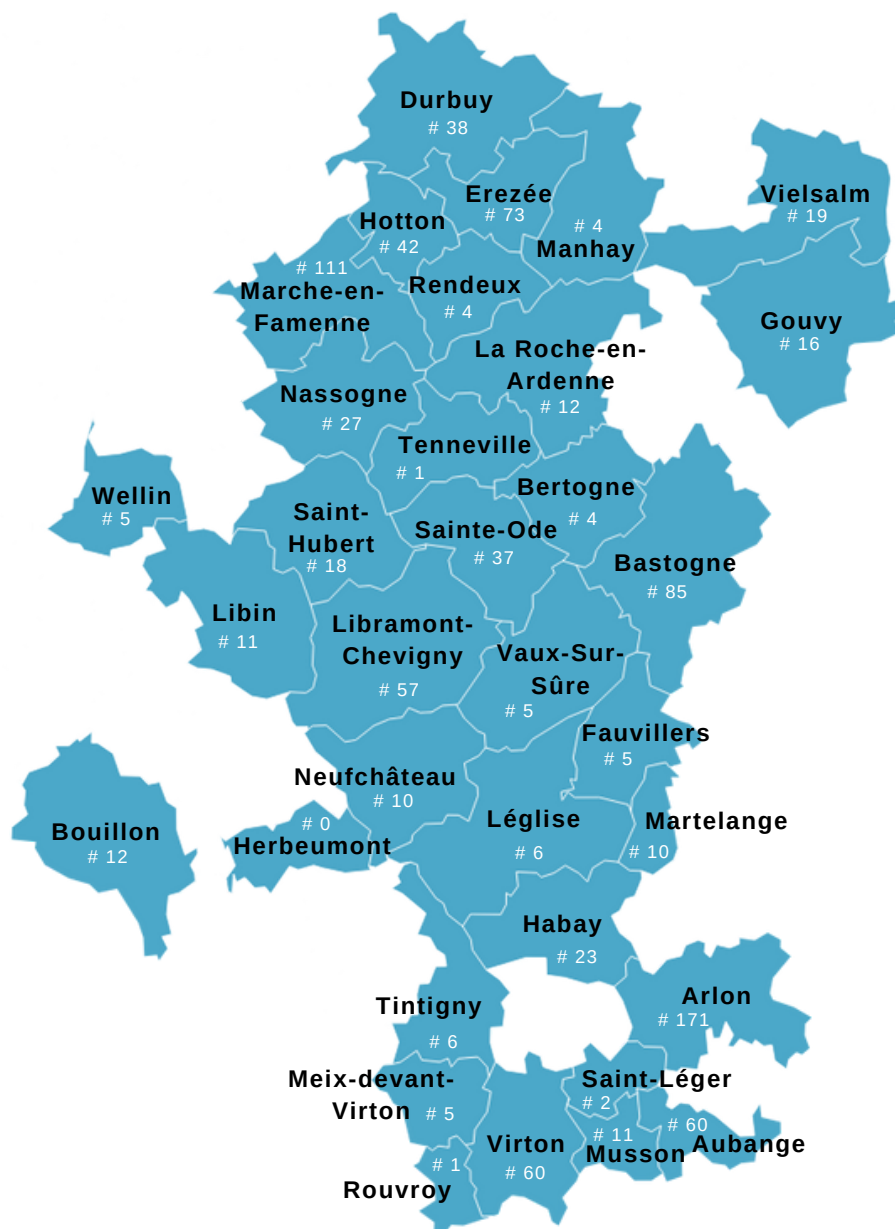 Durbuy
# 38
Erezée
# 73
Vielsalm
# 19
Hotton
# 42
# 4
Manhay
# 111
Marche-en-
Famenne
Rendeux
# 4
Gouvy
# 16
La Roche-en-
Ardenne
# 12
Nassogne
# 27
Tenneville
# 1
Wellin
# 5
Bertogne
# 4
Saint-
Hubert
# 18
Sainte-Ode
# 37
Bastogne
# 85
Libin
# 11
Libramont-
Chevigny
# 57
Vaux-Sur-
Sûre
# 5
Fauvillers
# 5
Neufchâteau
# 10
Bouillon
# 12
# 0
Herbeumont
Léglise
# 6
Martelange
# 10
Habay
# 23
Tintigny
# 6
Arlon
# 171
Meix-devant-
Virton
# 5
Saint-Léger
# 2
Virton
# 60
# 11
Musson
# 60
Aubange
# 1
Rouvroy